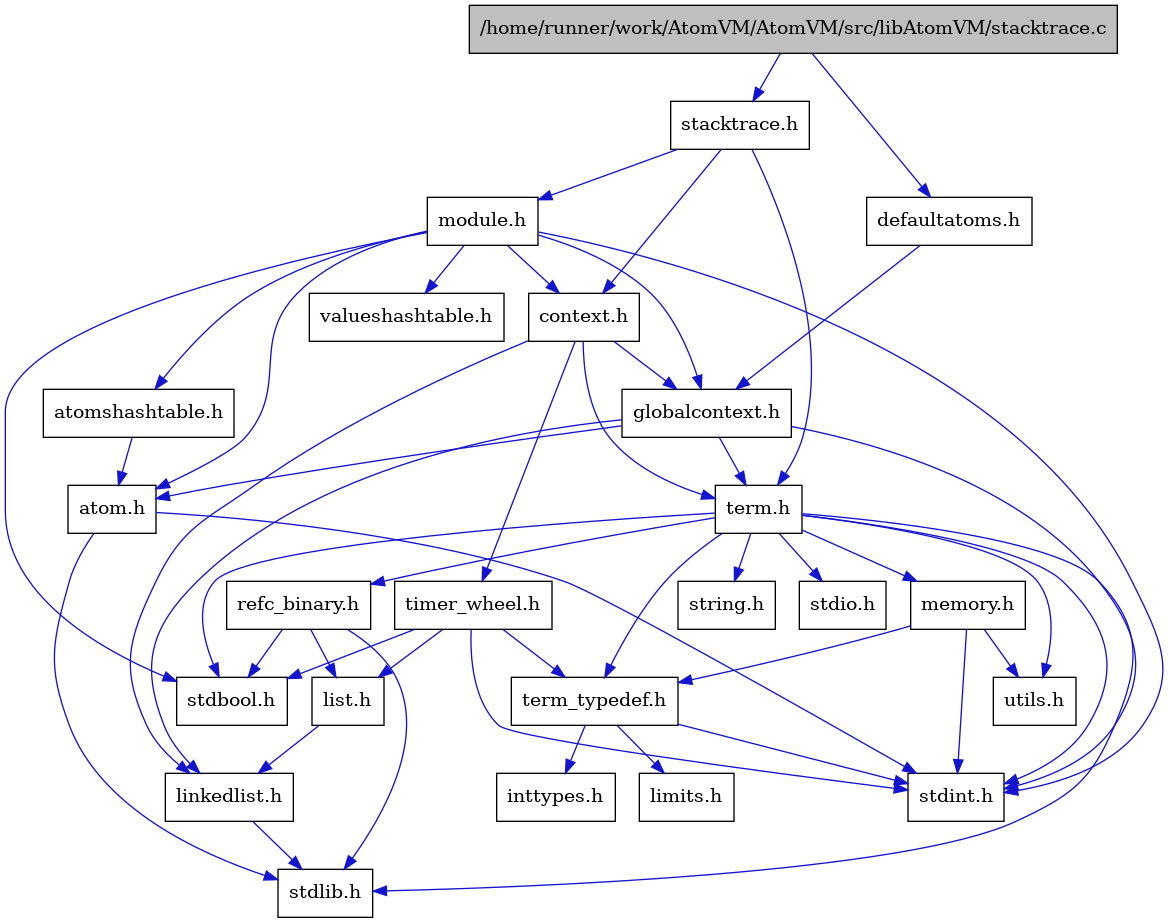 /home/runner/work/AtomVM/AtomVM/src/libAtomVM/stacktrace.c
stacktrace.h
module.h
defaultatoms.h
valueshashtable.h
context.h
atomshashtable.h
globalcontext.h
atom.h
term.h
refc_binary.h
timer_wheel.h
string.h
stdio.h
memory.h
stdbool.h
list.h
term_typedef.h
utils.h
linkedlist.h
inttypes.h
limits.h
stdint.h
stdlib.h